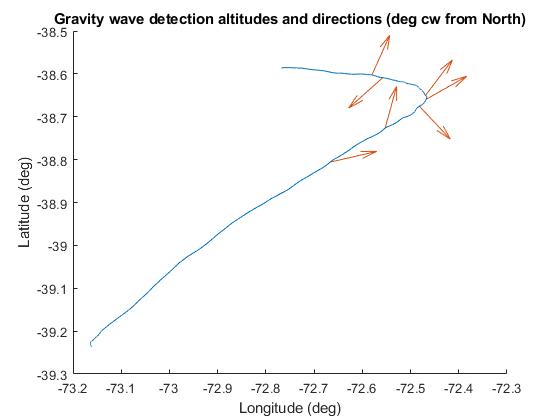 Gravity wave detection altitudes and directions (deg cw from North)
-38.5
-38.6
-38.7
-38.8
-38.9
-39
-39.1
-39.2
-39.3
Latitude (deg)
-73.2 -73.1 -73 -72.9 -72.8 -72.7 -72.6 -72.5 -72.4 -72.3
Longitude (deg)